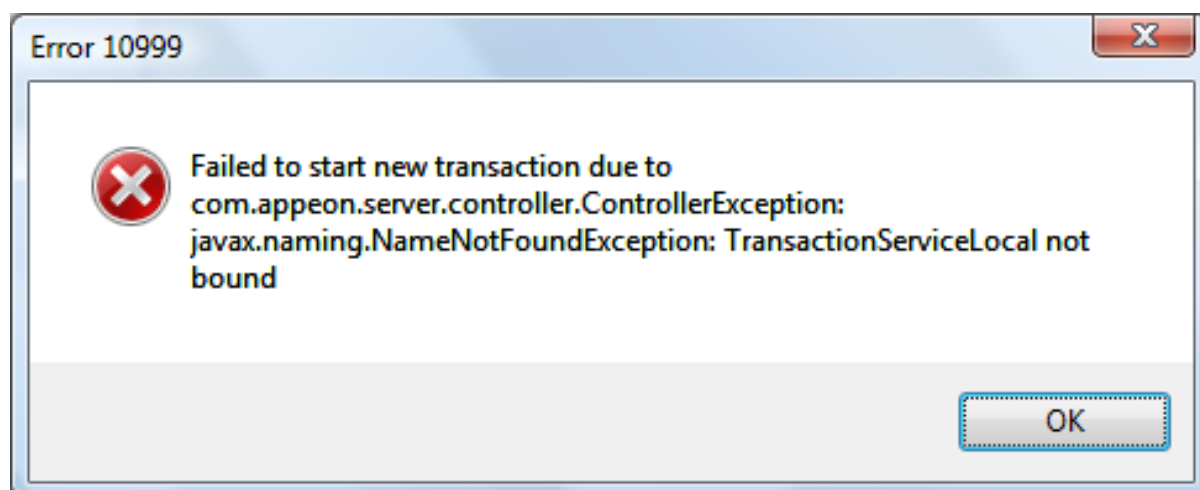 Error 10999
Failed to start new transaction due to
com.appeon.server.controller.ControllerException:
javax.naming.NameNotFoundException: TransactionServiceLocal not
bound
OK